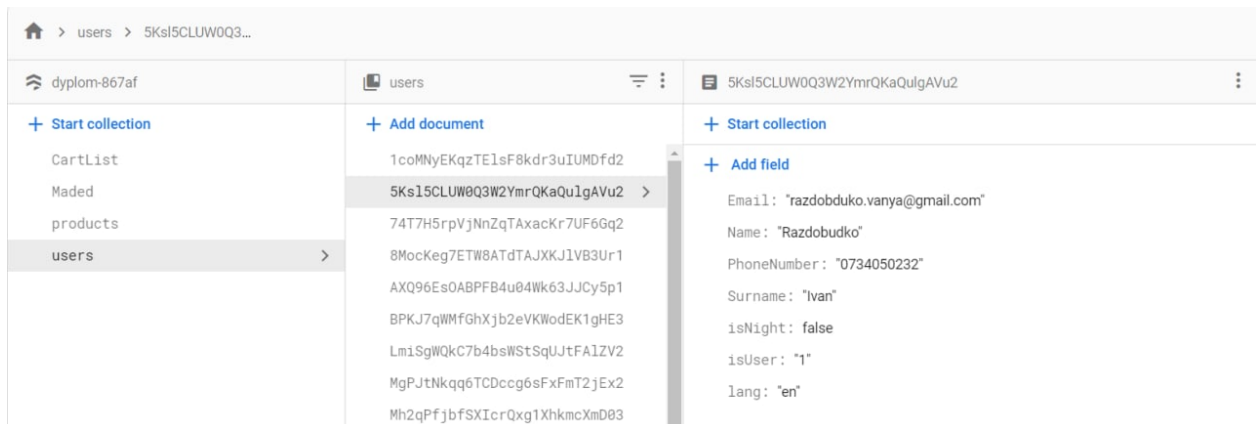 users > 5Ksl5CLUW0Q3…
dyplom-867af
+ Start collection
CartList
Maded
products
users
users
+ Add document
1coMNyEKqzTElsF8kdr3uIUMDfd2
5Ksl5CLUW0Q3W2YmrQKaQulgAVu2
74T7H5rpVjNnZqTAxacKr7UF6Gq2
8MocKeg7ETW8ATdTAJXKJlVB3Ur1
AXQ96EsOABPFB4u04Wk63JJCy5p1
BPKJ7qWMfGhXjb2eVKWodEK1gHE3
LmiSgWQkC7b4bsWStSqUJtFAlZV2
MgPJtNkqq6TCDccg6sFxFmT2jEx2
Mh2qPfjbfSXIcrQxg1XhkmcXmD03
5Ksl5CLUW0Q3W2YmrQKaQulgAVu2
+ Start collection
+ Add field
Email: "razdobduko.vanya@gmail.com"
Name: "Razdobudko"
PhoneNumber: "0734050232"
Surname: "Ivan"
isNight: false
isUser: "1"
lang: "en"